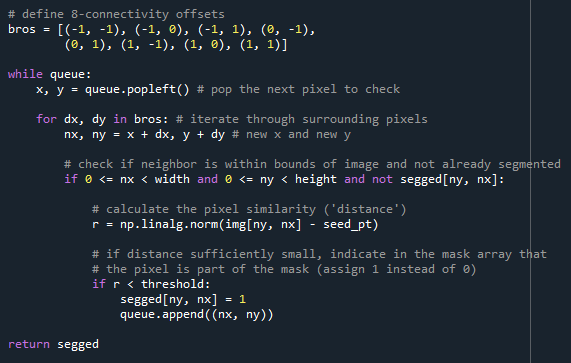 # define 8-connectivity offsets
bros = [(-1, -1), (-1, 0), (-1, 1), (0, -1),
        (0, 1), (1, -1), (1, 0), (1, 1)]

while queue:
    x, y = queue.popleft() # pop the next pixel to check

    for dx, dy in bros: # iterate through surrounding pixels
        nx, ny = x + dx, y + dy # new x and new y

        # check if neighbor is within bounds of image and not already segmented
        if 0 <= nx < width and 0 <= ny < height and not segged[ny, nx]:

            # calculate the pixel similarity ('distance')
            r = np.linalg.norm(img[ny, nx] - seed_pt)

            # if distance sufficiently small, indicate in the mask array that
            # the pixel is part of the mask (assign 1 instead of 0)
            if r < threshold:
                segged[ny, nx] = 1
                queue.append((nx, ny))

return segged